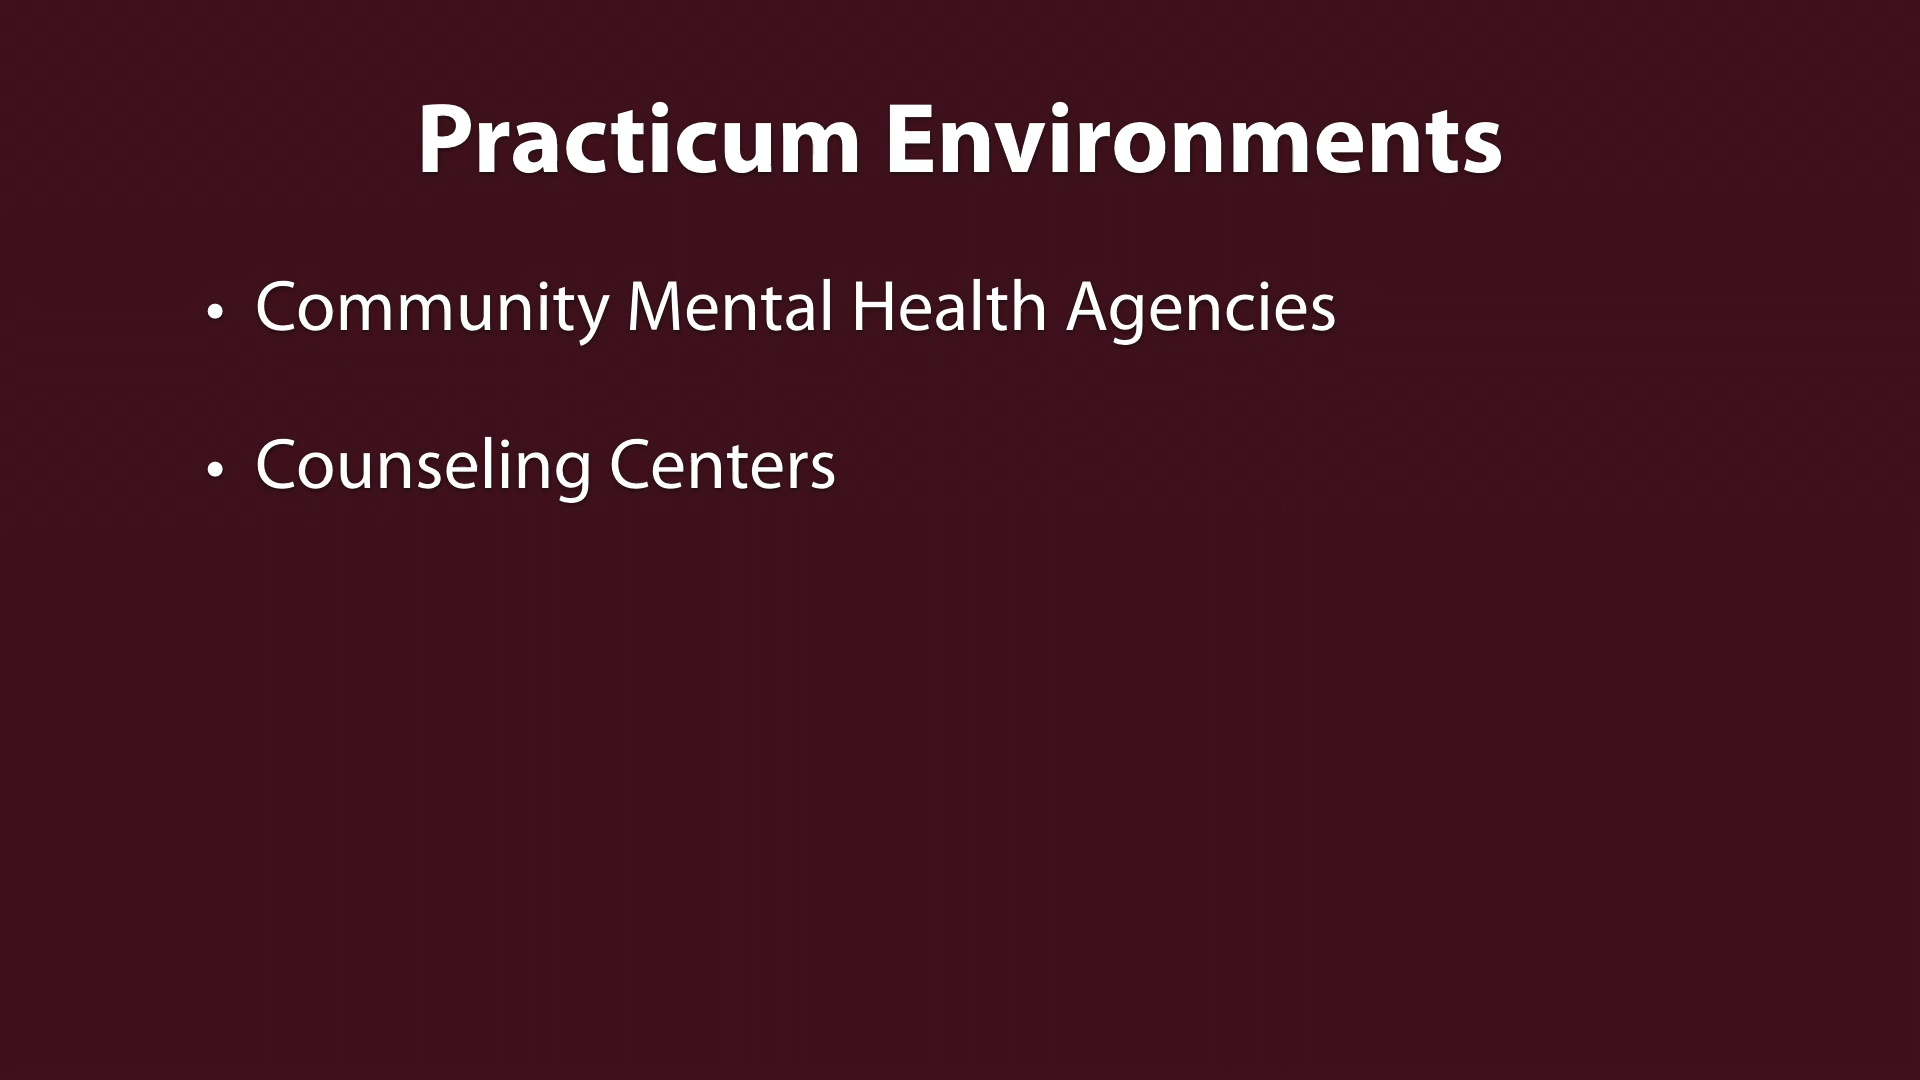 Practicum Environments
• Community Mental Health Agencies
• Counseling Centers